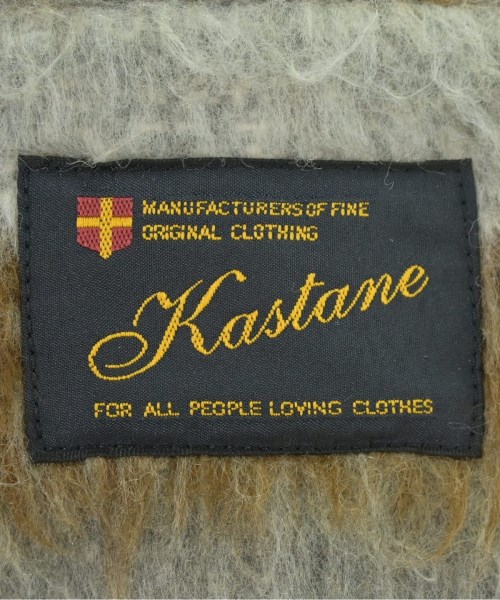 MANUFACTURERS OF FINE
ORIGINAL CLOTHING
Kastane
FOR ALL PEOPLE LOVING CLOTHES